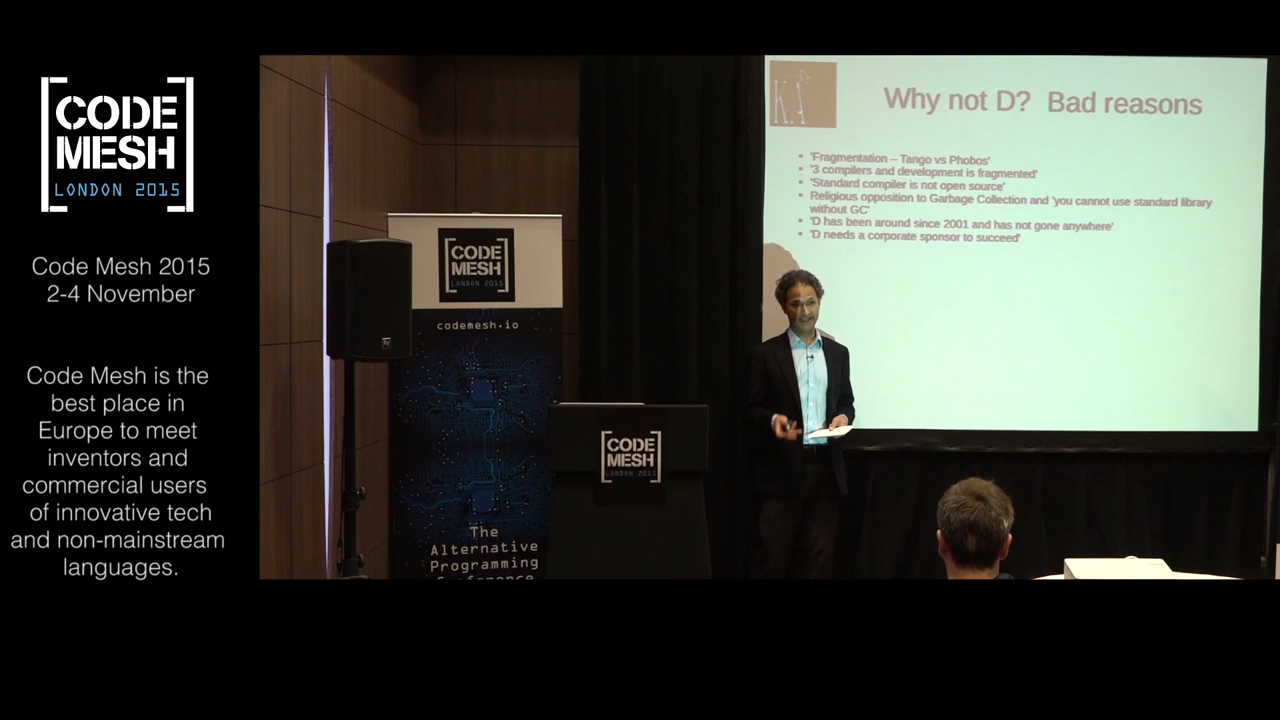 CODE
MESH
LONDON 2015
Code Mesh 2015
2-4 November
Code Mesh is the
best place in
Europe to meet
inventors and
commercial users
of innovative tech
and non-mainstream
languages.
CODE
MESH
LONDON 2015
codemesh.io
The
Alternative
Programming
Conference
CODE
MESH
LONDON 2015
Why not D? Bad reasons
'Fragmentation – Tango vs Phobos'
'3 compilers and development is fragmented'
'Standard compiler is not open source'
Religious opposition to Garbage Collection and 'you cannot use standard library
without GC'
'D has been around since 2001 and has not gone anywhere'
'D needs a corporate sponsor to succeed'